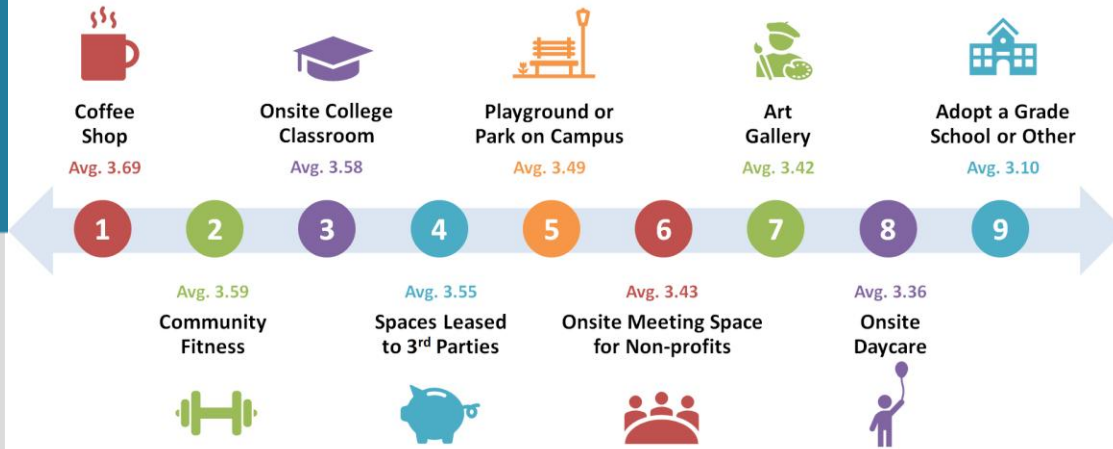 Coffee
Shop
Avg. 3.69
Onsite College
Classroom
Avg. 3.58
Playground or
Park on Campus
Avg. 3.49
Art
Gallery
Avg. 3.42
Adopt a Grade
School or Other
Avg. 3.10
1 2 3 4 5 6 7 8 9
Avg. 3.59
Community
Fitness
Avg. 3.55
Spaces Leased
to 3rd Parties
Avg. 3.43
Onsite Meeting Space
for Non-profits
Avg. 3.36
Onsite
Daycare